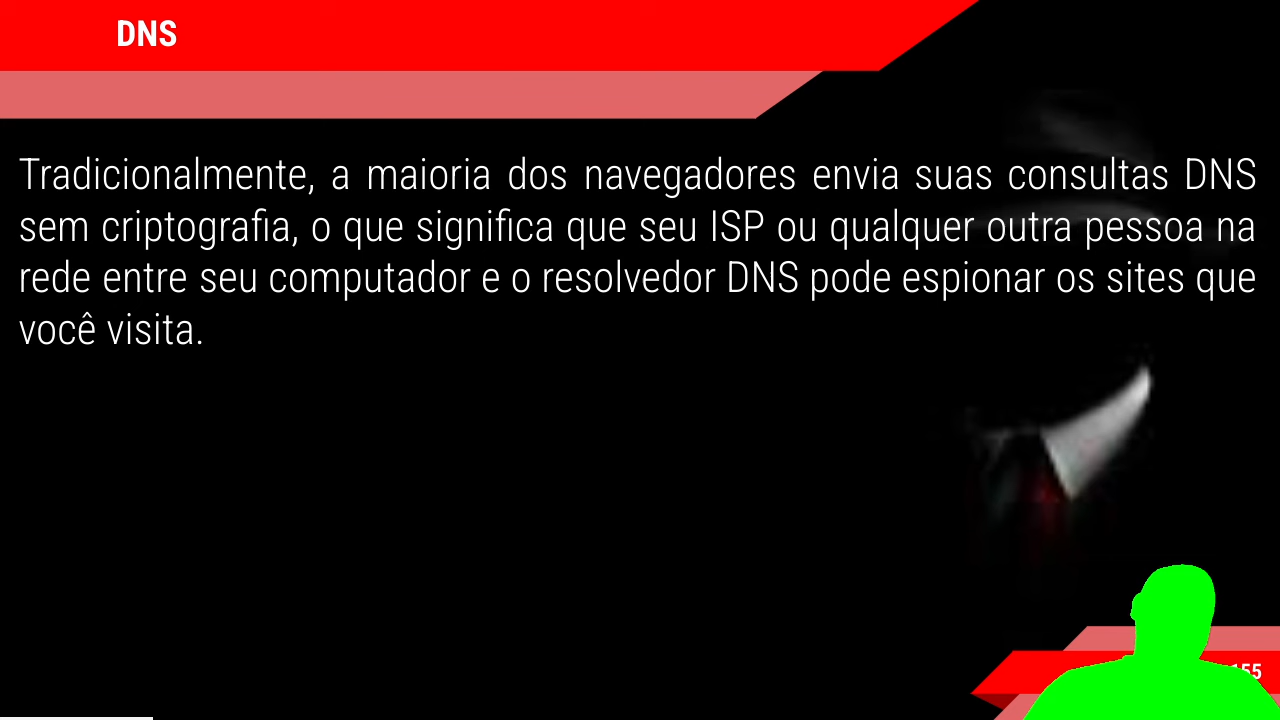 DNS
Tradicionalmente, a maioria dos navegadores envia suas consultas DNS
sem criptografia, o que significa que seu ISP ou qualquer outra pessoa na
rede entre seu computador e o resolvedor DNS pode espionar os sites que
você visita.
155